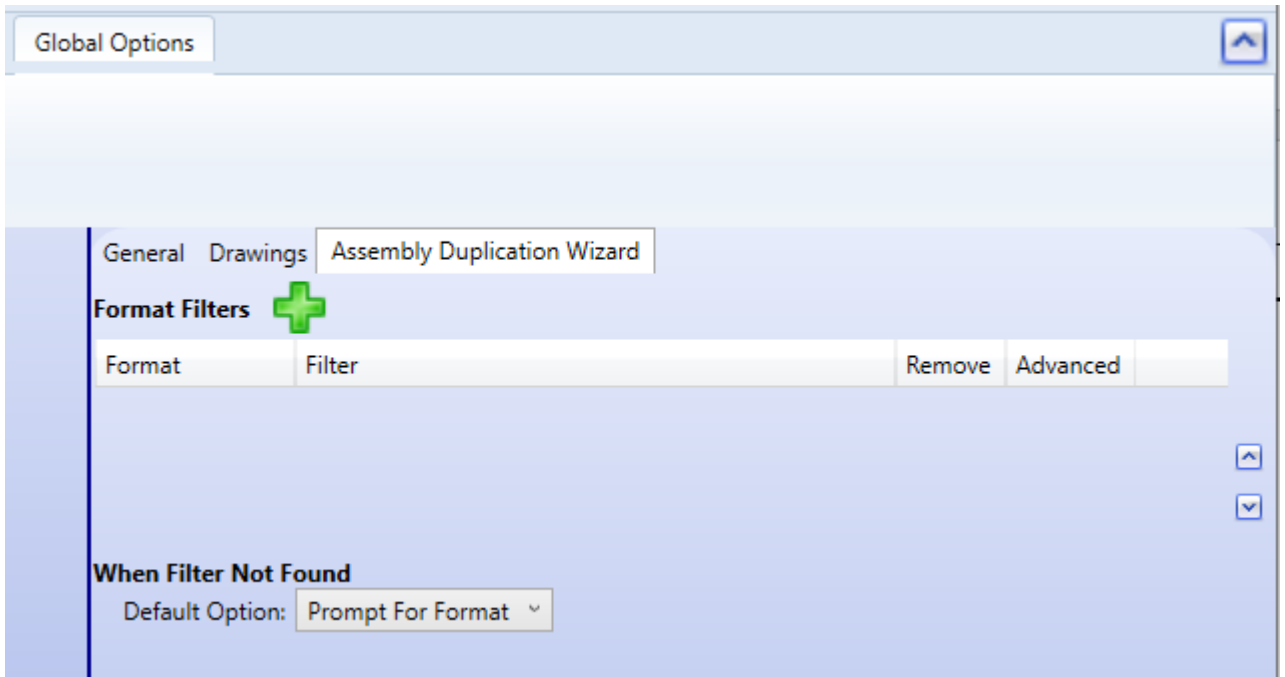 Global Options
General Drawings Assembly Duplication Wizard
Format Filters
Format Filter Remove Advanced
When Filter Not Found
Default Option: Prompt For Format